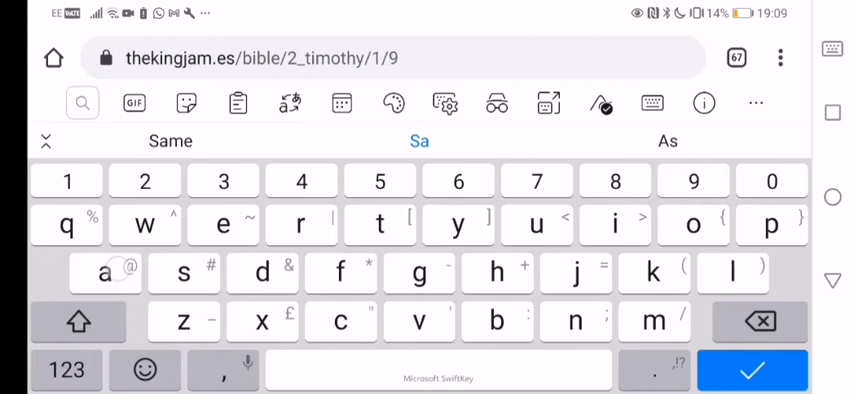 EE VoLTE ... 14% 19:09
thekingjam.es/bible/2_timothy/1/9 67
GIF
Same Sa As
1 2 3 4 5 6 7 8 9 0
q % w ^ e ~ r | t [ y ] u < i > o { p }
a @ s # d & f * g - h + j = k ( l )
z _ x £ c " v ' b : n ; m /
123 , Microsoft SwiftKey . ,!?